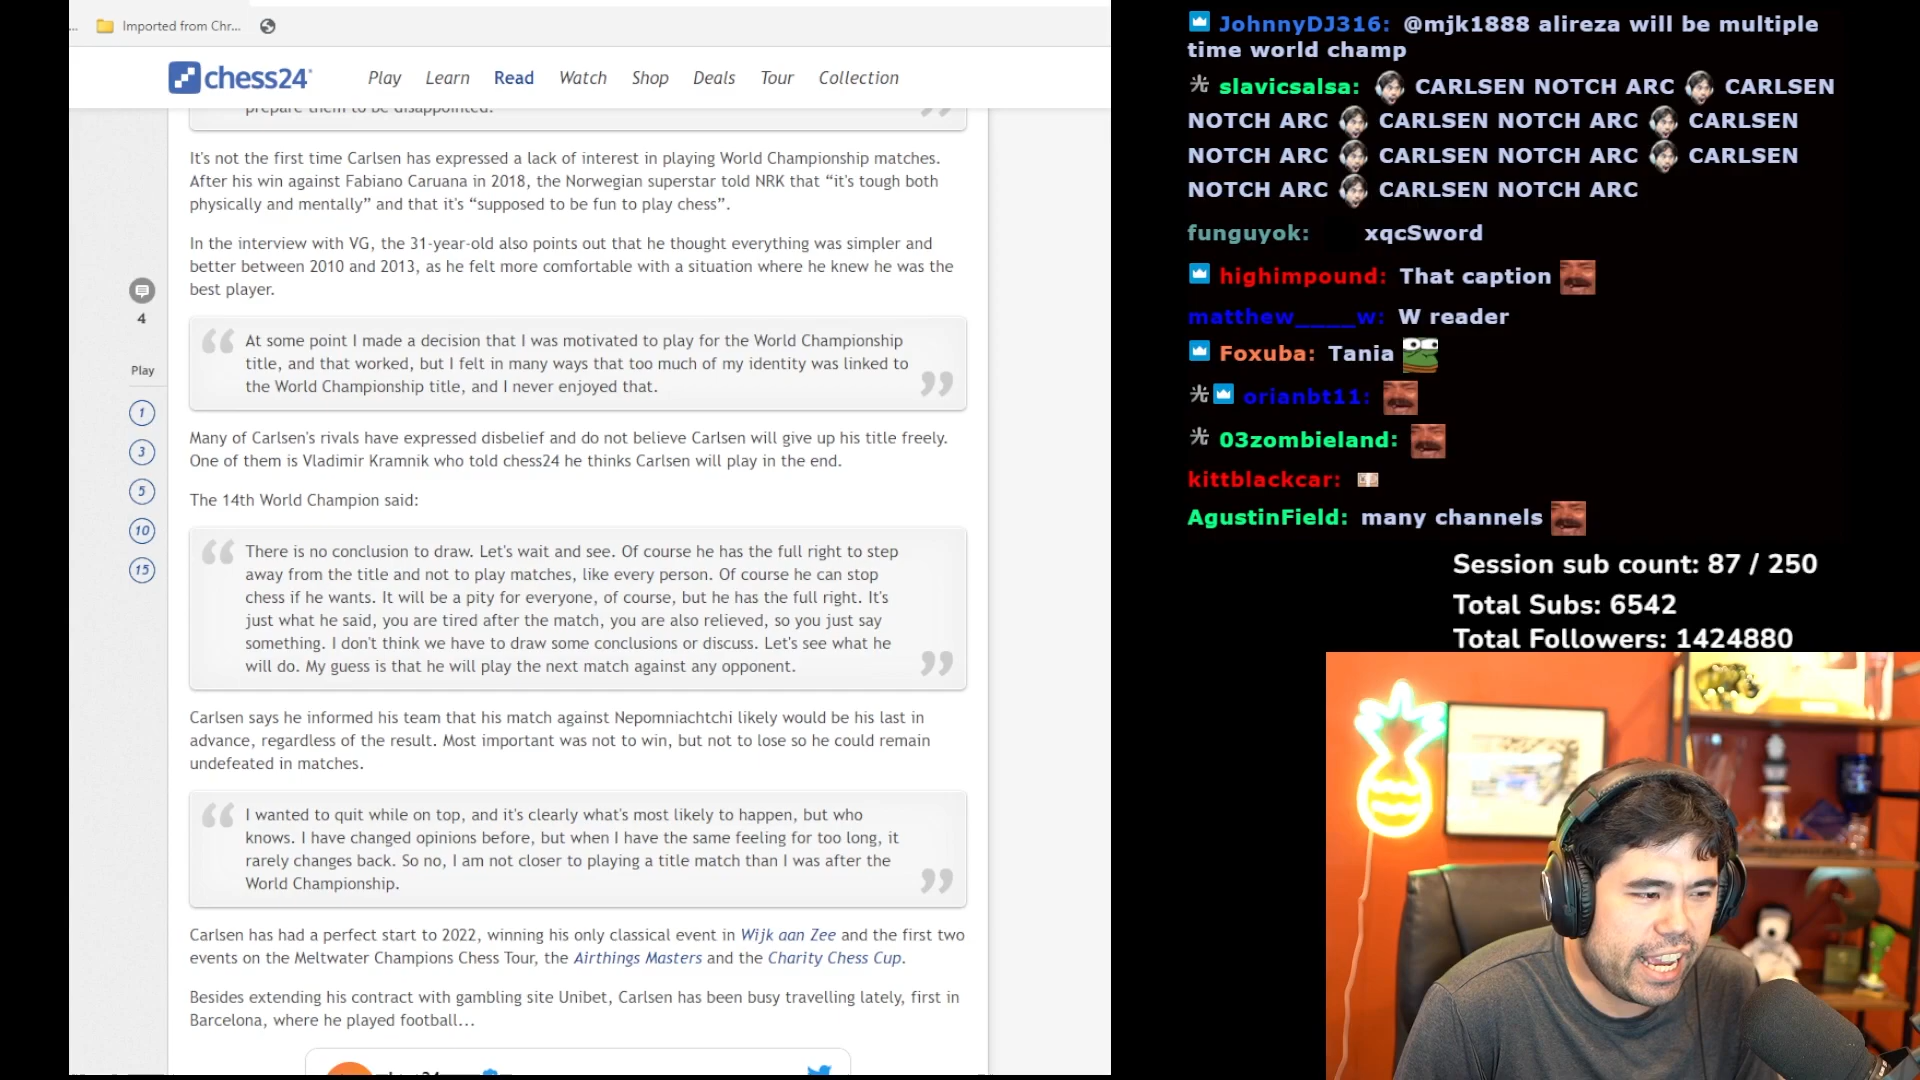 Imported from Chr...
chess24
Play Learn Read Watch Shop Deals Tour Collection
prepare them to be disappointed.
It's not the first time Carlsen has expressed a lack of interest in playing World Championship matches.
After his win against Fabiano Caruana in 2018, the Norwegian superstar told NRK that “it's tough both
physically and mentally” and that it's “supposed to be fun to play chess”.
In the interview with VG, the 31-year-old also points out that he thought everything was simpler and
better between 2010 and 2013, as he felt more comfortable with a situation where he knew he was the
best player.
4
At some point I made a decision that I was motivated to play for the World Championship
title, and that worked, but I felt in many ways that too much of my identity was linked to
the World Championship title, and I never enjoyed that.
Play
1
3
5
10
15
Many of Carlsen's rivals have expressed disbelief and do not believe Carlsen will give up his title freely.
One of them is Vladimir Kramnik who told chess24 he thinks Carlsen will play in the end.
The 14th World Champion said:
There is no conclusion to draw. Let's wait and see. Of course he has the full right to step
away from the title and not to play matches, like every person. Of course he can stop
chess if he wants. It will be a pity for everyone, of course, but he has the full right. It's
just what he said, you are tired after the match, you are also relieved, so you just say
something. I don't think we have to draw some conclusions or discuss. Let's see what he
will do. My guess is that he will play the next match against any opponent.
Carlsen says he informed his team that his match against Nepomniachtchi likely would be his last in
advance, regardless of the result. Most important was not to win, but not to lose so he could remain
undefeated in matches.
I wanted to quit while on top, and it's clearly what's most likely to happen, but who
knows. I have changed opinions before, but when I have the same feeling for too long, it
rarely changes back. So no, I am not closer to playing a title match than I was after the
World Championship.
Carlsen has had a perfect start to 2022, winning his only classical event in Wijk aan Zee and the first two
events on the Meltwater Champions Chess Tour, the Airthings Masters and the Charity Chess Cup.
Besides extending his contract with gambling site Unibet, Carlsen has been busy travelling lately, first in
Barcelona, where he played football...
JohnnyDJ316: @mjk1888 alireza will be multiple
time world champ
光 slavicsalsa: CARLSEN NOTCH ARC CARLSEN
NOTCH ARC CARLSEN NOTCH ARC CARLSEN
NOTCH ARC CARLSEN NOTCH ARC CARLSEN
NOTCH ARC CARLSEN NOTCH ARC
funguyok: xqcSword
highimpound: That caption
matthew____w: W reader
Foxuba: Tania
光 orianbt11:
光 03zombieland:
kittblackcar:
AgustinField: many channels
Session sub count: 87 / 250
Total Subs: 6542
Total Followers: 1424880